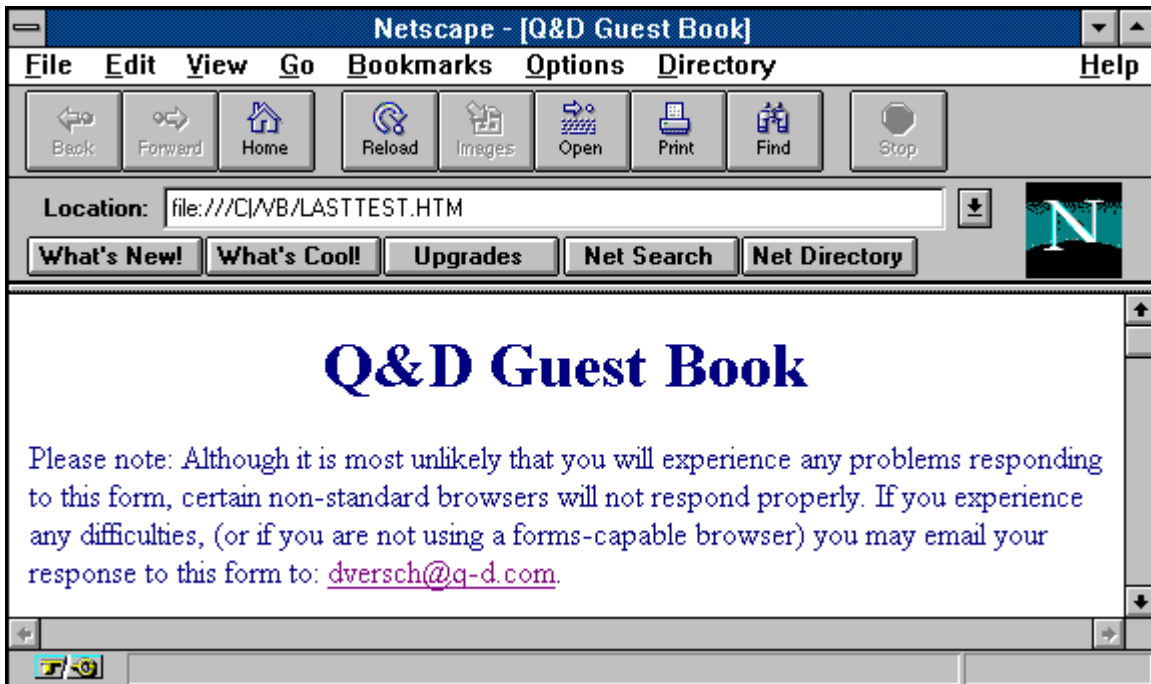 Netscape - [Q&D Guest Book]
File Edit View Go Bookmarks Options Directory Help
Back Forward Home Reload Images Open Print Find Stop
Location: file:///C|/VB/LASTTEST.HTM
N
What's New! What's Cool! Upgrades Net Search Net Directory
Q&D Guest Book
Please note: Although it is most unlikely that you will experience any problems responding
to this form, certain non-standard browsers will not respond properly. If you experience
any difficulties, (or if you are not using a forms-capable browser) you may email your
response to this form to: dversch@q-d.com.